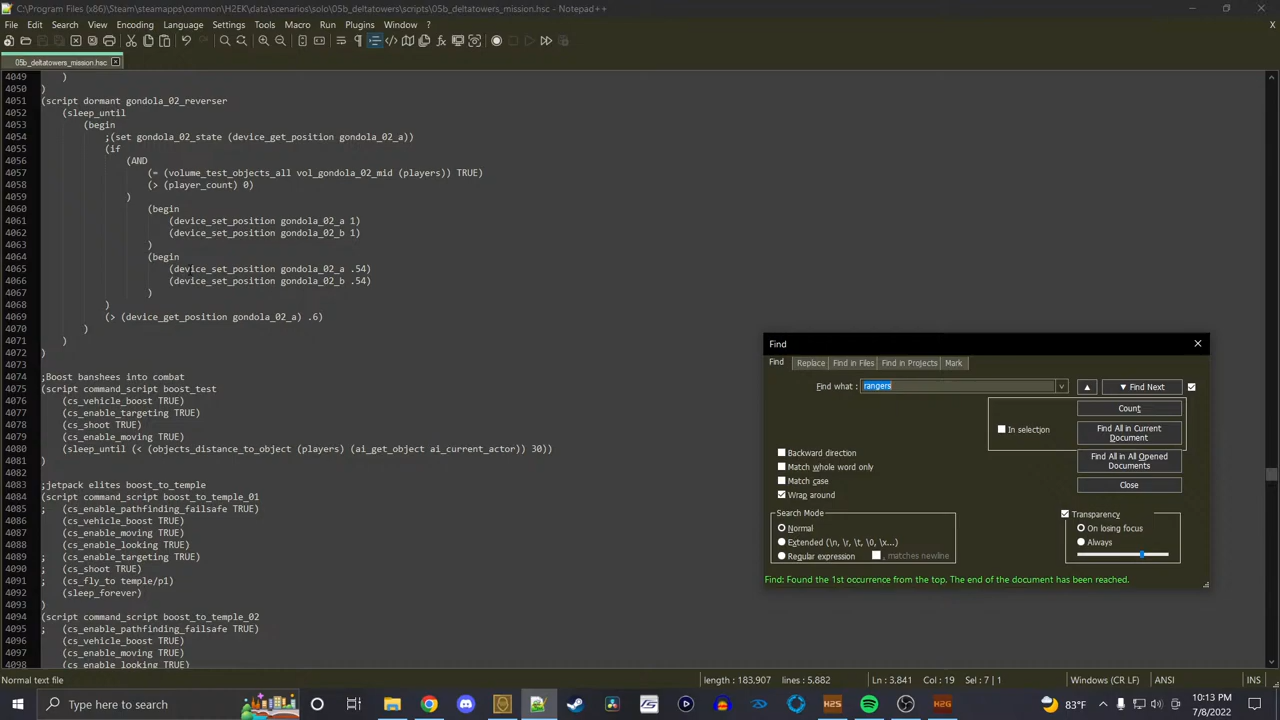 C:\Program Files (x86)\Steam\steamapps\common\H2EK\data\scenarios\solo\05b_deltatowers\scripts\05b_deltatowers_mission.hsc - Notepad++
File Edit Search View Encoding Language Settings Tools Macro Run Plugins Window ?
05b_deltatowers_mission.hsc
4049 )
4050 )
4051 (script dormant gondola_02_reverser
4052 (sleep_until
4053 (begin
4054 ;(set gondola_02_state (device_get_position gondola_02_a))
4055 (if
4056 (AND
4057 (= (volume_test_objects_all vol_gondola_02_mid (players)) TRUE)
4058 (> (player_count) 0)
4059 )
4060 (begin
4061 (device_set_position gondola_02_a 1)
4062 (device_set_position gondola_02_b 1)
4063 )
4064 (begin
4065 (device_set_position gondola_02_a .54)
4066 (device_set_position gondola_02_b .54)
4067 )
4068 )
4069 (> (device_get_position gondola_02_a) .6)
4070 )
4071 )
4072 )
4073
4074 ;Boost banshees into combat
4075 (script command_script boost_test
4076 (cs_vehicle_boost TRUE)
4077 (cs_enable_targeting TRUE)
4078 (cs_shoot TRUE)
4079 (cs_enable_moving TRUE)
4080 (sleep_until (< (objects_distance_to_object (players) (ai_get_object ai_current_actor)) 30))
4081 )
4082
4083 ;jetpack elites boost_to_temple
4084 (script command_script boost_to_temple_01
4085 ; (cs_enable_pathfinding_failsafe TRUE)
4086 (cs_vehicle_boost TRUE)
4087 (cs_enable_moving TRUE)
4088 (cs_enable_looking TRUE)
4089 ; (cs_enable_targeting TRUE)
4090 ; (cs_shoot TRUE)
4091 (cs_fly_to temple/p1)
4092 (sleep_forever)
4093 )
4094 (script command_script boost_to_temple_02
4095 ; (cs_enable_pathfinding_failsafe TRUE)
4096 (cs_vehicle_boost TRUE)
4097 (cs_enable_moving TRUE)
4098 (cs_enable_looking TRUE)
Find
Find Replace Find in Files Find in Projects Mark
Find what : rangers
▼ Find Next
Count
In selection
Find All in Current Document
Find All in All Opened Documents
Close
Backward direction
Match whole word only
Match case
Wrap around
Search Mode
Normal
Extended (\n, \r, \t, \0, \x...)
Regular expression
. matches newline
Transparency
On losing focus
Always
Find: Found the 1st occurrence from the top. The end of the document has been reached.
Normal text file
length : 183,907 lines : 5,882
Ln : 3,841 Col : 19 Sel : 7 | 1
Windows (CR LF)
ANSI
INS
Type here to search
H2S
H2G
83°F
10:13 PM
7/8/2022